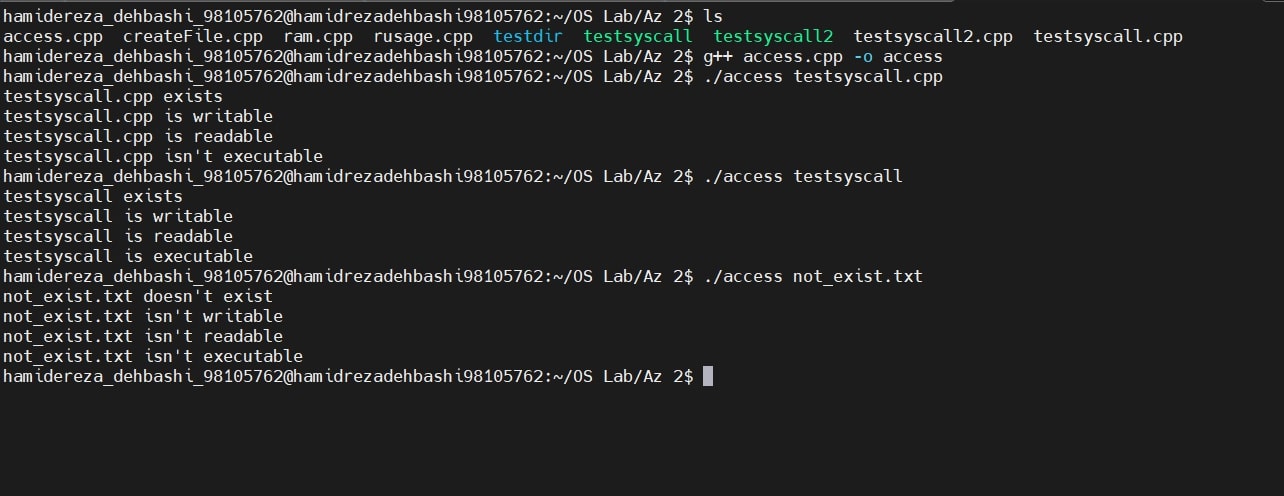 hamidereza_dehbashi_98105762@hamidrezadehbashi98105762:~/OS Lab/Az 2$ ls
access.cpp  createFile.cpp  ram.cpp  rusage.cpp  testdir  testsyscall  testsyscall2  testsyscall2.cpp  testsyscall.cpp
hamidereza_dehbashi_98105762@hamidrezadehbashi98105762:~/OS Lab/Az 2$ g++ access.cpp -o access
hamidereza_dehbashi_98105762@hamidrezadehbashi98105762:~/OS Lab/Az 2$ ./access testsyscall.cpp
testsyscall.cpp exists
testsyscall.cpp is writable
testsyscall.cpp is readable
testsyscall.cpp isn't executable
hamidereza_dehbashi_98105762@hamidrezadehbashi98105762:~/OS Lab/Az 2$ ./access testsyscall
testsyscall exists
testsyscall is writable
testsyscall is readable
testsyscall is executable
hamidereza_dehbashi_98105762@hamidrezadehbashi98105762:~/OS Lab/Az 2$ ./access not_exist.txt
not_exist.txt doesn't exist
not_exist.txt isn't writable
not_exist.txt isn't readable
not_exist.txt isn't executable
hamidereza_dehbashi_98105762@hamidrezadehbashi98105762:~/OS Lab/Az 2$